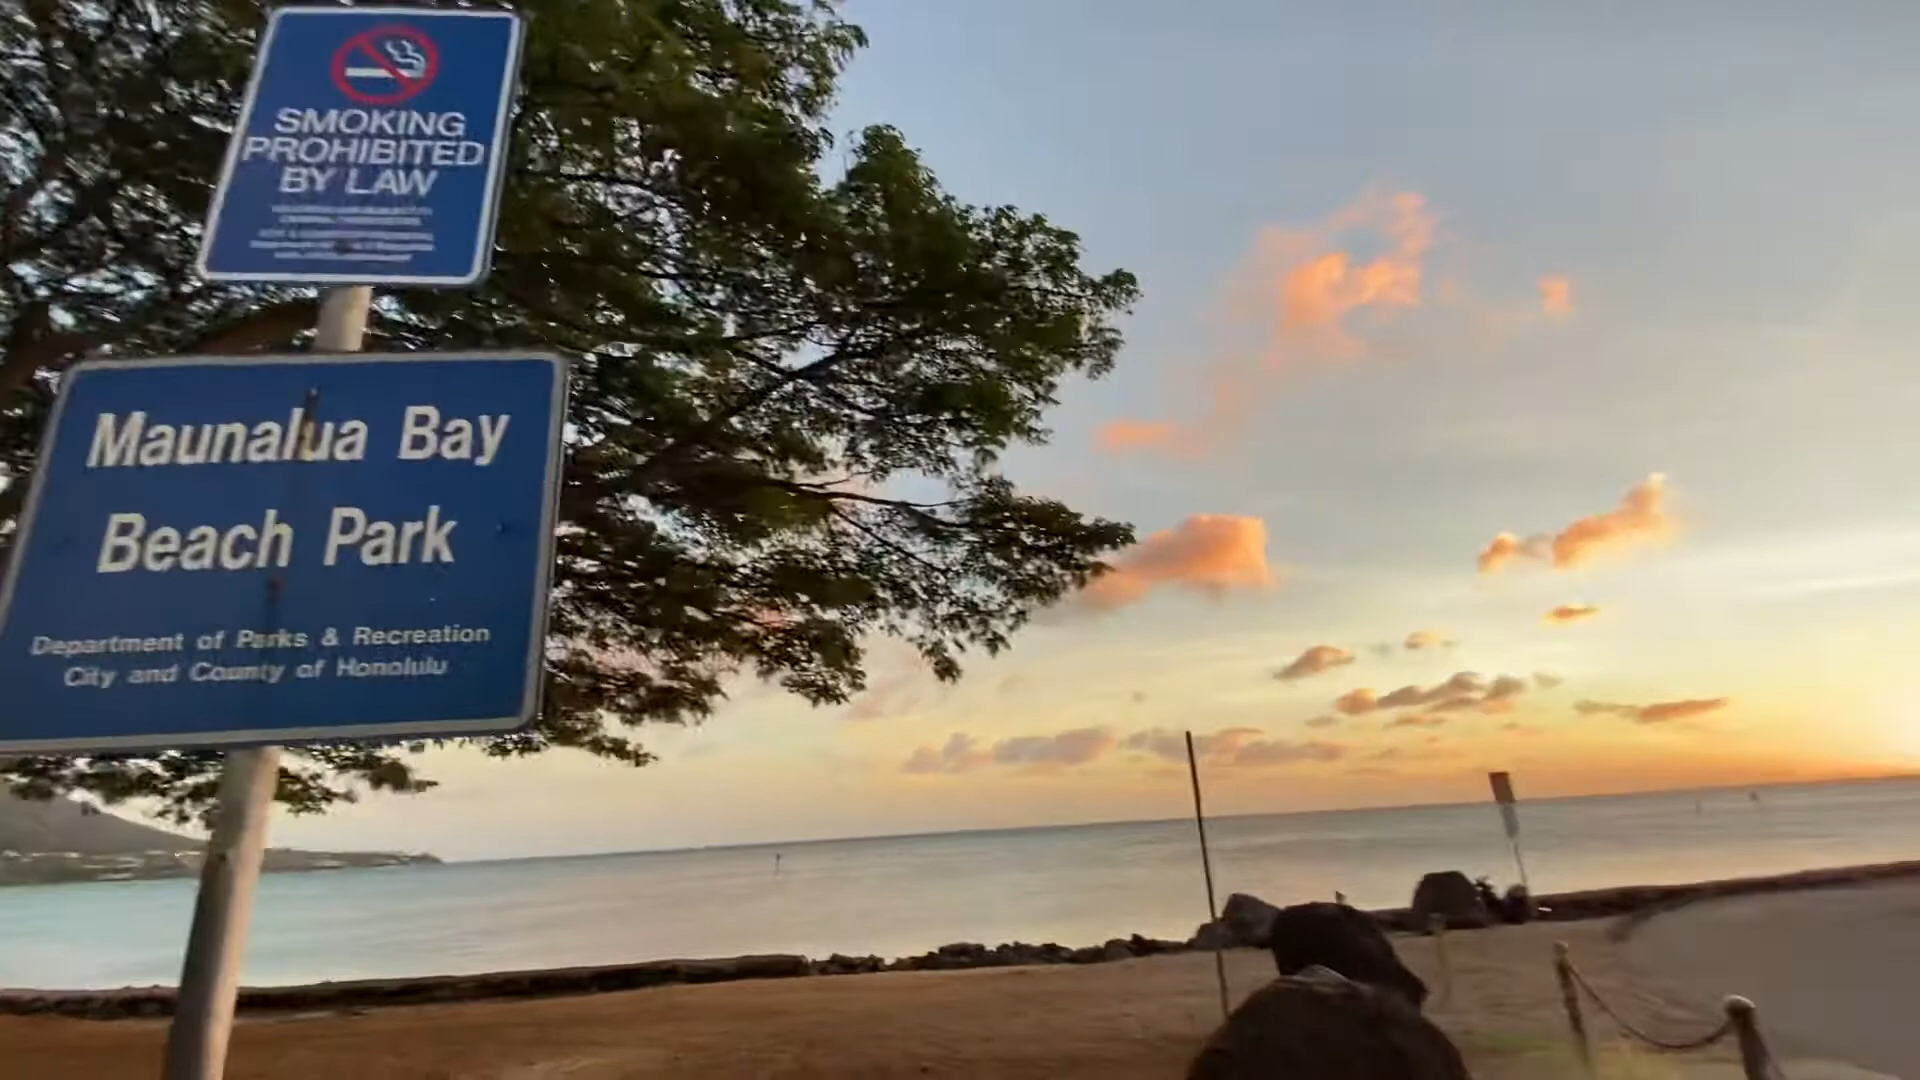 SMOKING
PROHIBITED
BY LAW
Maunalua Bay
Beach Park
Department of Parks & Recreation
City and County of Honolulu